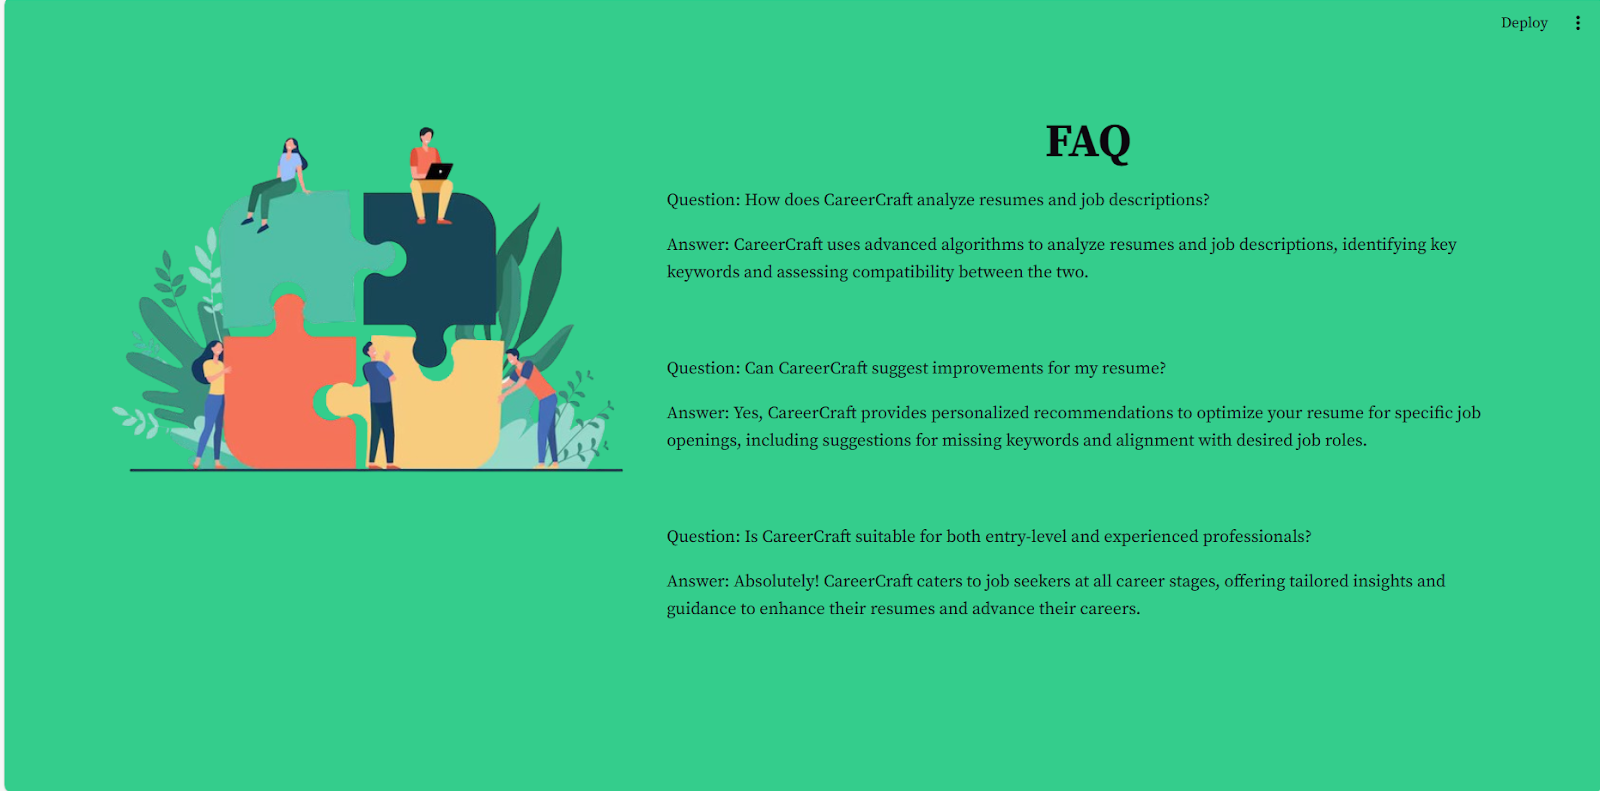 Deploy
FAQ
Question: How does CareerCraft analyze resumes and job descriptions?
Answer: CareerCraft uses advanced algorithms to analyze resumes and job descriptions, identifying key
keywords and assessing compatibility between the two.
Question: Can CareerCraft suggest improvements for my resume?
Answer: Yes, CareerCraft provides personalized recommendations to optimize your resume for specific job
openings, including suggestions for missing keywords and alignment with desired job roles.
Question: Is CareerCraft suitable for both entry-level and experienced professionals?
Answer: Absolutely! CareerCraft caters to job seekers at all career stages, offering tailored insights and
guidance to enhance their resumes and advance their careers.